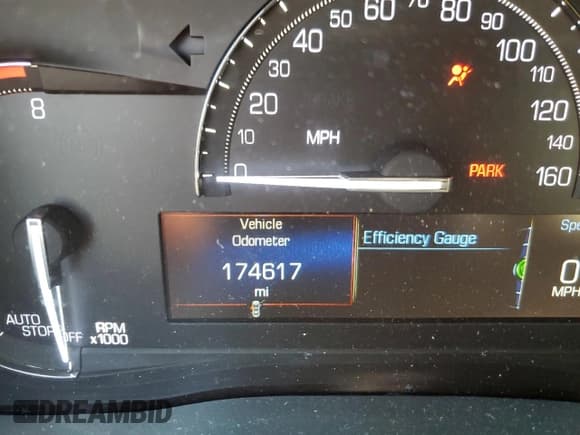 60
80
50
70
90
40
100
30
110
20
120
8
10
MPH
140
0
PARK
160
Vehicle
Odometer
Efficiency Gauge
174617
0
mi
MPH
AUTO
STOP OFF
RPM
x1000
DREAMBID